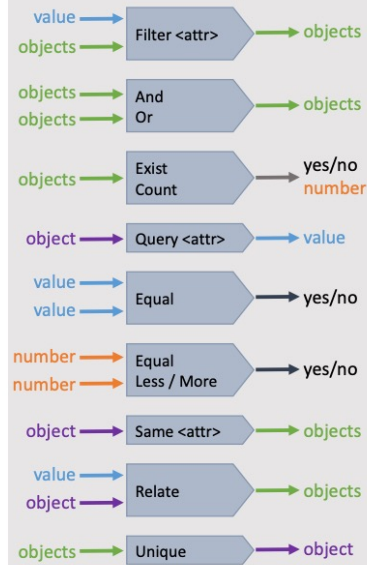 value
objects
Filter <attr>
objects
objects
objects
And
Or
objects
objects
Exist
Count
yes/no
number
object
Query <attr>
value
value
value
Equal
yes/no
number
number
Equal
Less / More
yes/no
object
Same <attr>
objects
value
object
Relate
objects
objects
Unique
object